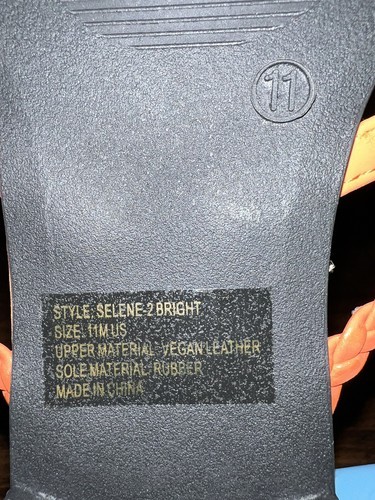 11
STYLE: SELENE-2 BRIGHT
SIZE: 11M US
UPPER MATERIAL: VEGAN LEATHER
SOLE MATERIAL: RUBBER
MADE IN CHINA